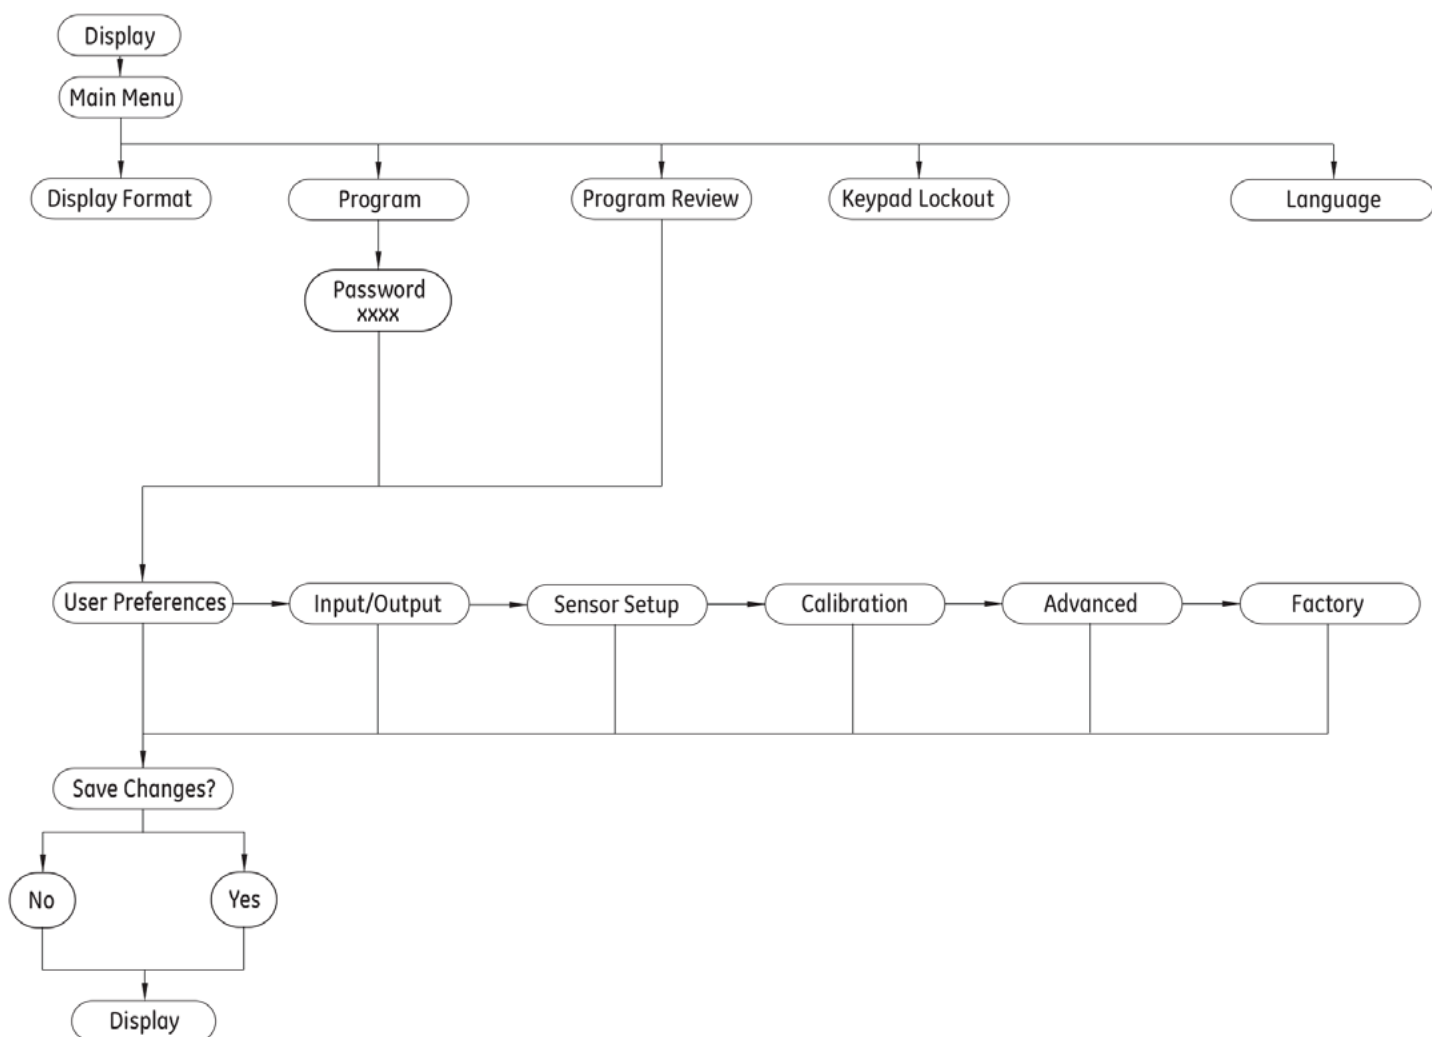 Display
Main Menu
Display Format
Program
Program Review
Keypad Lockout
Language
Password
xxxx
User Preferences
Input/Output
Sensor Setup
Calibration
Advanced
Factory
Save Changes?
No
Yes
Display